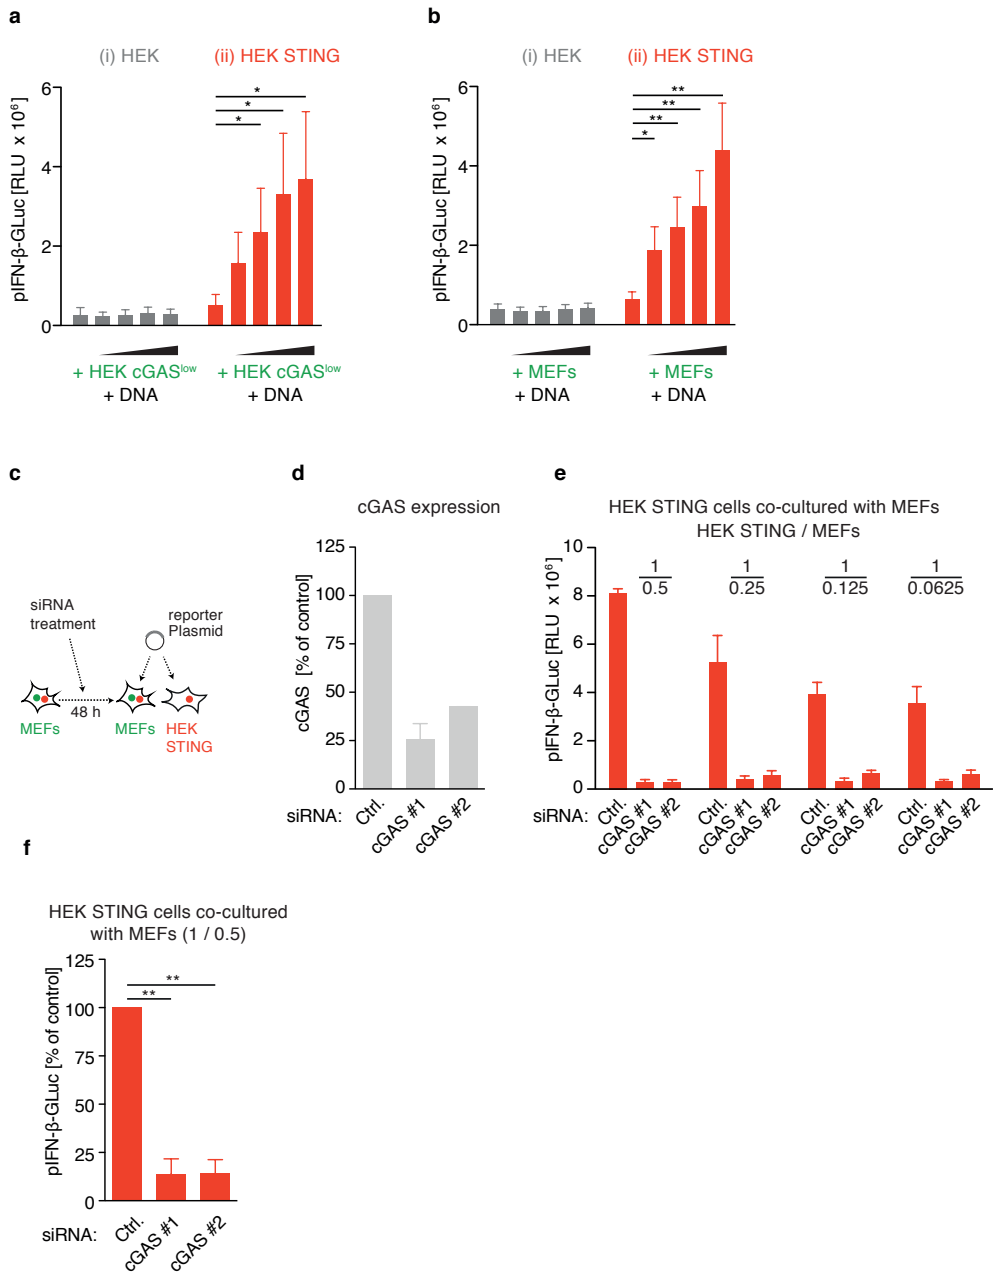 a
(i) HEK
(ii) HEK STING
pIFN-β-GLuc [RLU x 10⁶]
6
4
2
0
*
*
*
+ HEK cGASˡᵒʷ
+ DNA
+ HEK cGASˡᵒʷ
+ DNA
b
(i) HEK
(ii) HEK STING
pIFN-β-GLuc [RLU x 10⁶]
6
4
2
0
**
**
**
*
+ MEFs
+ DNA
+ MEFs
+ DNA
c
siRNA
treatment
reporter
Plasmid
48 h
MEFs
MEFs
HEK
STING
d
cGAS expression
cGAS [% of control]
125
100
75
50
25
0
siRNA:
Ctrl.
cGAS #1
cGAS #2
e
HEK STING cells co-cultured with MEFs
HEK STING / MEFs
pIFN-β-GLuc [RLU x 10⁶]
10
8
6
4
2
0
1
0.5
1
0.25
1
0.125
1
0.0625
siRNA:
Ctrl.
cGAS #1
cGAS #2
Ctrl.
cGAS #1
cGAS #2
Ctrl.
cGAS #1
cGAS #2
Ctrl.
cGAS #1
cGAS #2
f
HEK STING cells co-cultured
with MEFs (1 / 0.5)
pIFN-β-GLuc [% of control]
125
100
75
50
25
0
**
**
siRNA:
Ctrl.
cGAS #1
cGAS #2